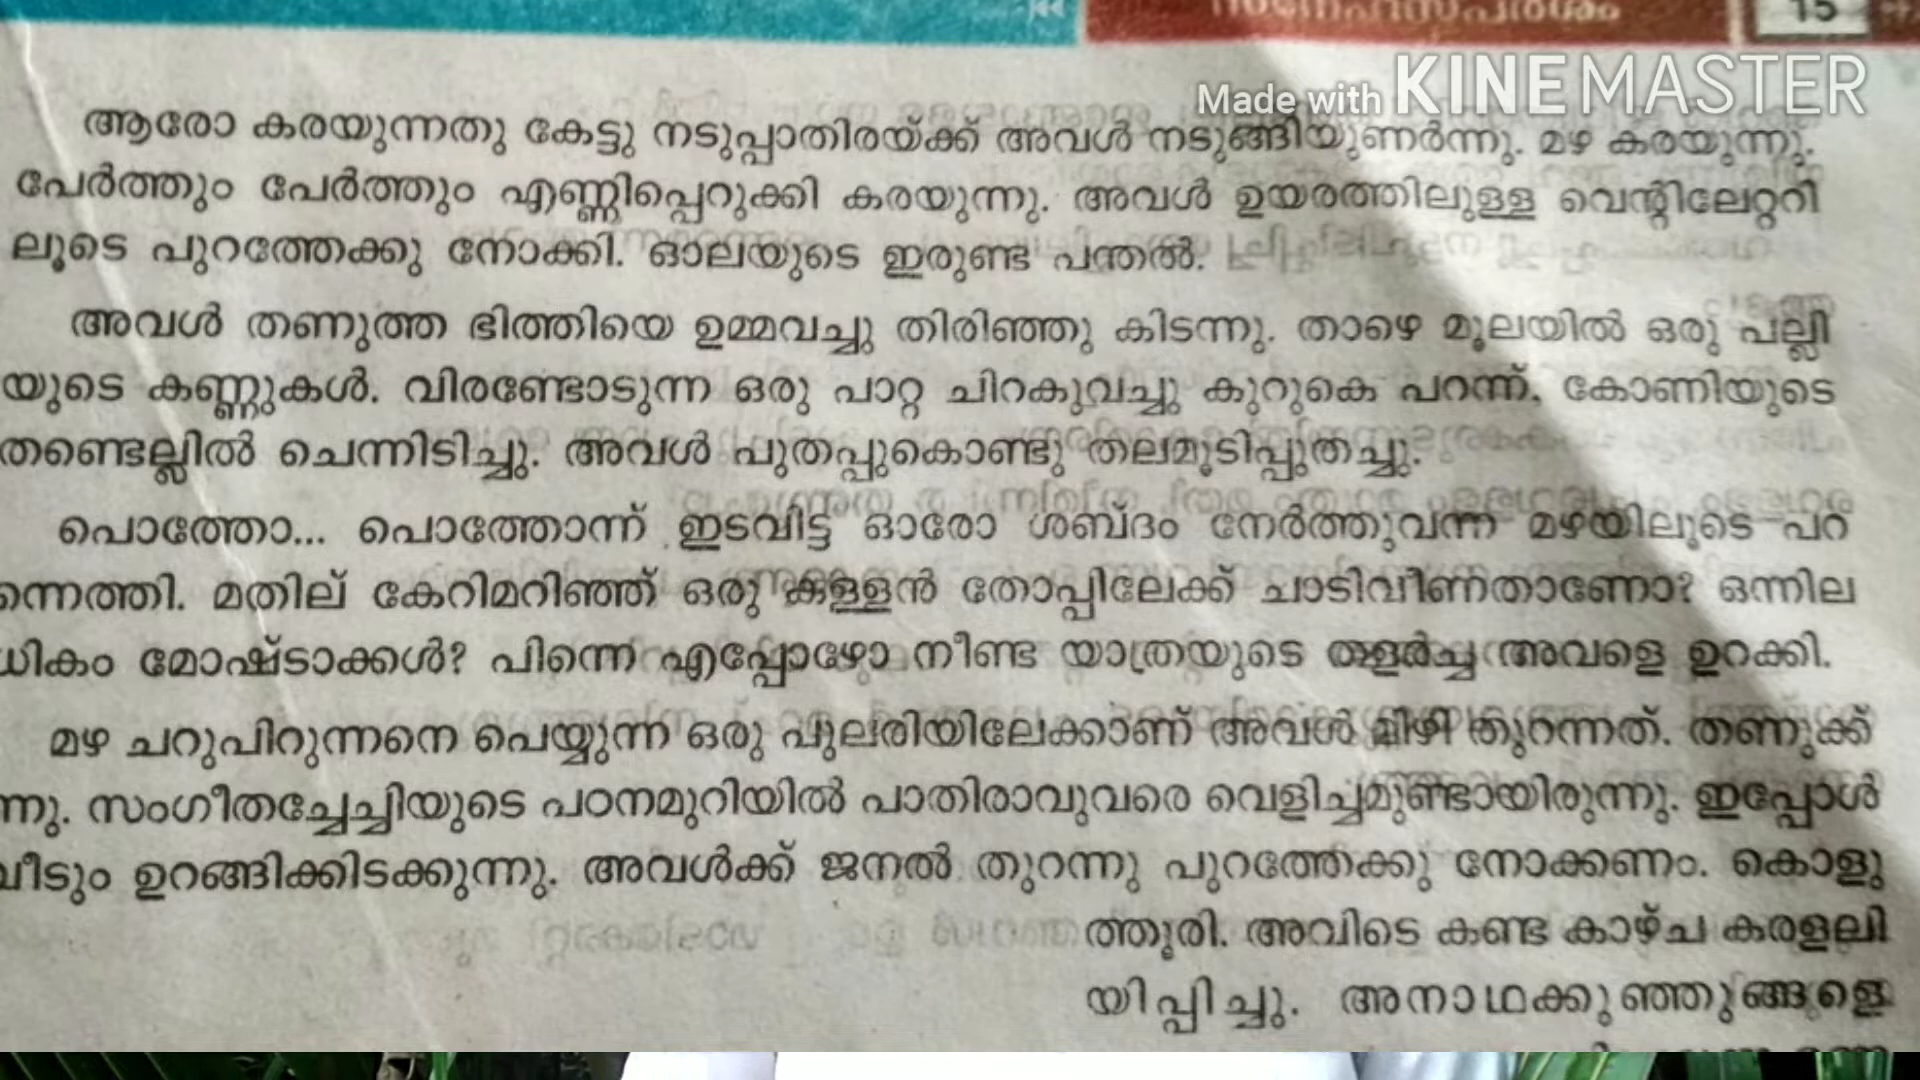 15
Made with KINEMASTER
ആരോ കരയുന്നതു കേട്ടു നടുപ്പാതിരയ്ക്ക് അവൾ നടുങ്ങിയുണർന്നു. മഴ കരയുന്നു.
പേർത്തും പേർത്തും എണ്ണിപ്പെറുക്കി കരയുന്നു. അവൾ ഉയരത്തിലുള്ള വെന്റിലേറ്ററി
ലൂടെ പുറത്തേക്കു നോക്കി. ഓലയുടെ ഇരുണ്ട പന്തൽ.
അവൾ തണുത്ത ഭിത്തിയെ ഉമ്മവച്ചു തിരിഞ്ഞു കിടന്നു. താഴെ മൂലയിൽ ഒരു പല്ലി
യുടെ കണ്ണുകൾ. വിരണ്ടോടുന്ന ഒരു പാറ്റ ചിറകുവച്ചു കുറുകെ പറന്ന്. കോണിയുടെ
തണ്ടെല്ലിൽ ചെന്നിടിച്ചു. അവൾ പുതപ്പുകൊണ്ടു തലമൂടിപ്പുതച്ചു.
പൊത്തോ... പൊത്തോന്ന് ഇടവിട്ട ഓരോ ശബ്ദം നേർത്തുവന്ന മഴയിലൂടെ പറ
ന്നെത്തി. മതില് കേറിമറിഞ്ഞ് ഒരു കള്ളൻ തോപ്പിലേക്ക് ചാടിവീണതാണോ? ഒന്നില
ധികം മോഷ്ടാക്കൾ? പിന്നെ എപ്പോഴോ നീണ്ട യാത്രയുടെ തളർച്ച അവളെ ഉറക്കി.
മഴ ചറുപിറുന്നനെ പെയ്യുന്ന ഒരു പുലരിയിലേക്കാണ് അവൾ മിഴി തുറന്നത്. തണുക്ക്
ന്നു. സംഗീതച്ചേച്ചിയുടെ പഠനമുറിയിൽ പാതിരാവുവരെ വെളിച്ചമുണ്ടായിരുന്നു. ഇപ്പോൾ
വീടും ഉറങ്ങിക്കിടക്കുന്നു. അവൾക്ക് ജനൽ തുറന്നു പുറത്തേക്കു നോക്കണം. കൊളു
ത്തൂരി. അവിടെ കണ്ട കാഴ്ച കരളലി
യിപ്പിച്ചു. അനാഥക്കുഞ്ഞുങ്ങളെ